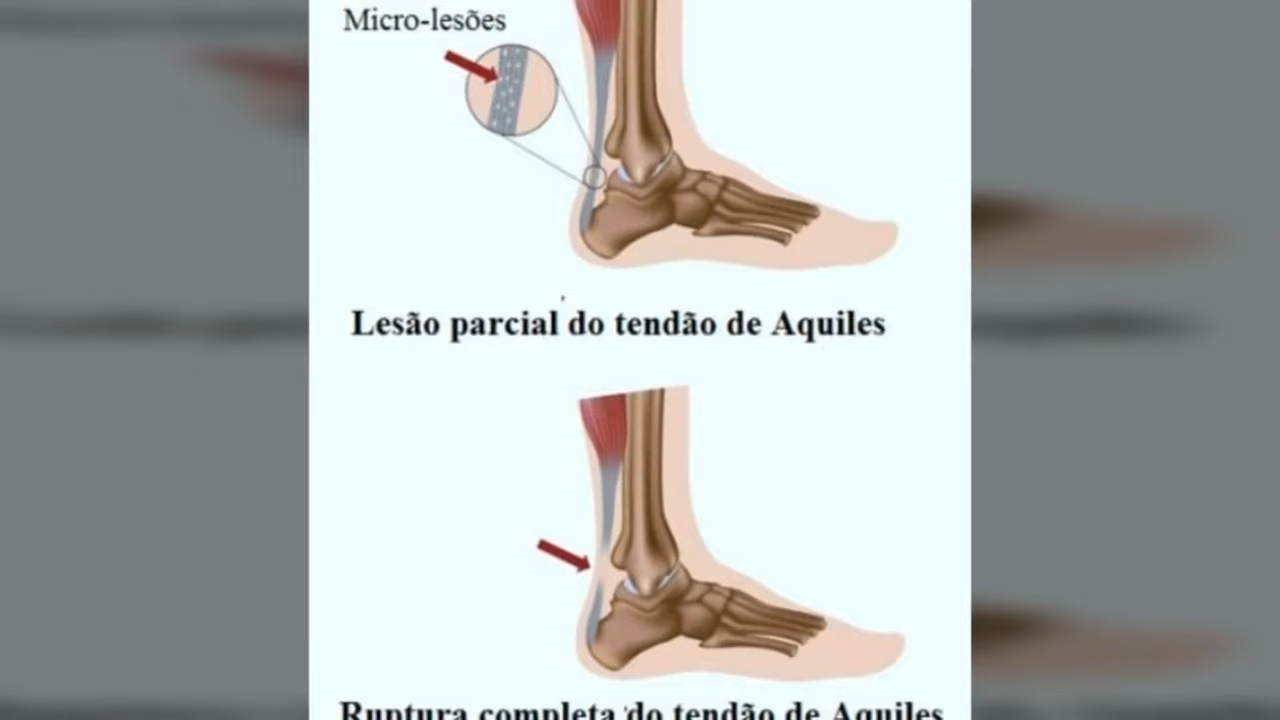 Micro-lesões
Lesão parcial do tendão de Aquiles
Ruptura completa do tendão de Aquiles